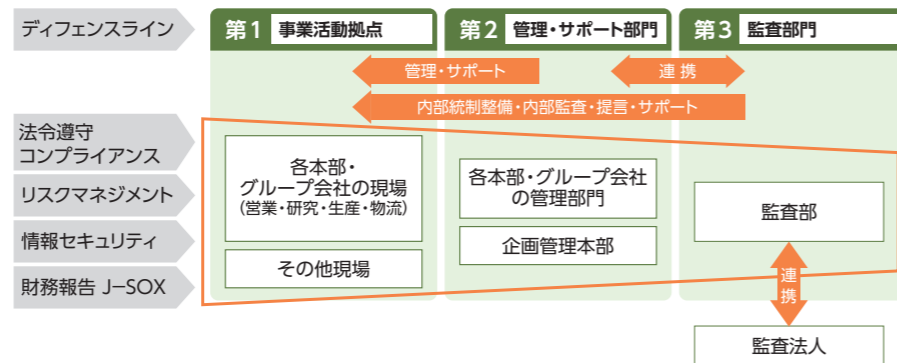 ディフェンスライン
第1 事業活動拠点
第2 管理・サポート部門
第3 監査部門
管理・サポート
連携
内部統制整備・内部監査・提言・サポート
法令遵守
コンプライアンス
リスクマネジメント
情報セキュリティ
財務報告 J−SOX
各本部・
グループ会社の現場
(営業・研究・生産・物流)
その他現場
各本部・グループ会社
の管理部門
企画管理本部
監査部
連携
監査法人